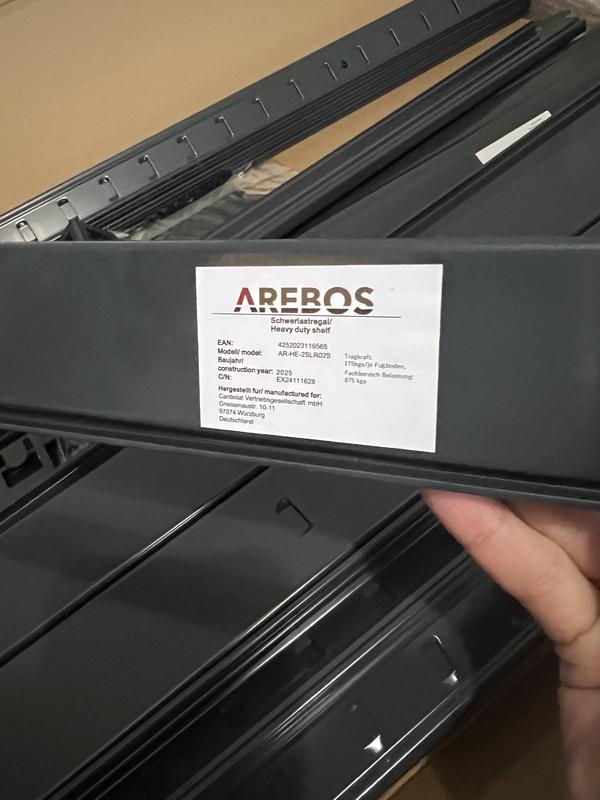 AREBOS
Schwerlastregal/
Heavy duty shelf
EAN: 4252023116565
Modell/ model: AR-HE-2SLR02S
Baujahr/
construction year: 2025
C/N: EX24111628
Tragkraft:
175kgs/je Fußboden,
Fachbereich Belastung:
875 kgs
Hergestellt für/ manufactured for:
Canbolat Vertriebsgesellschaft mbH
Gneisenaustr. 10-11
97074 Würzburg
Deutschland